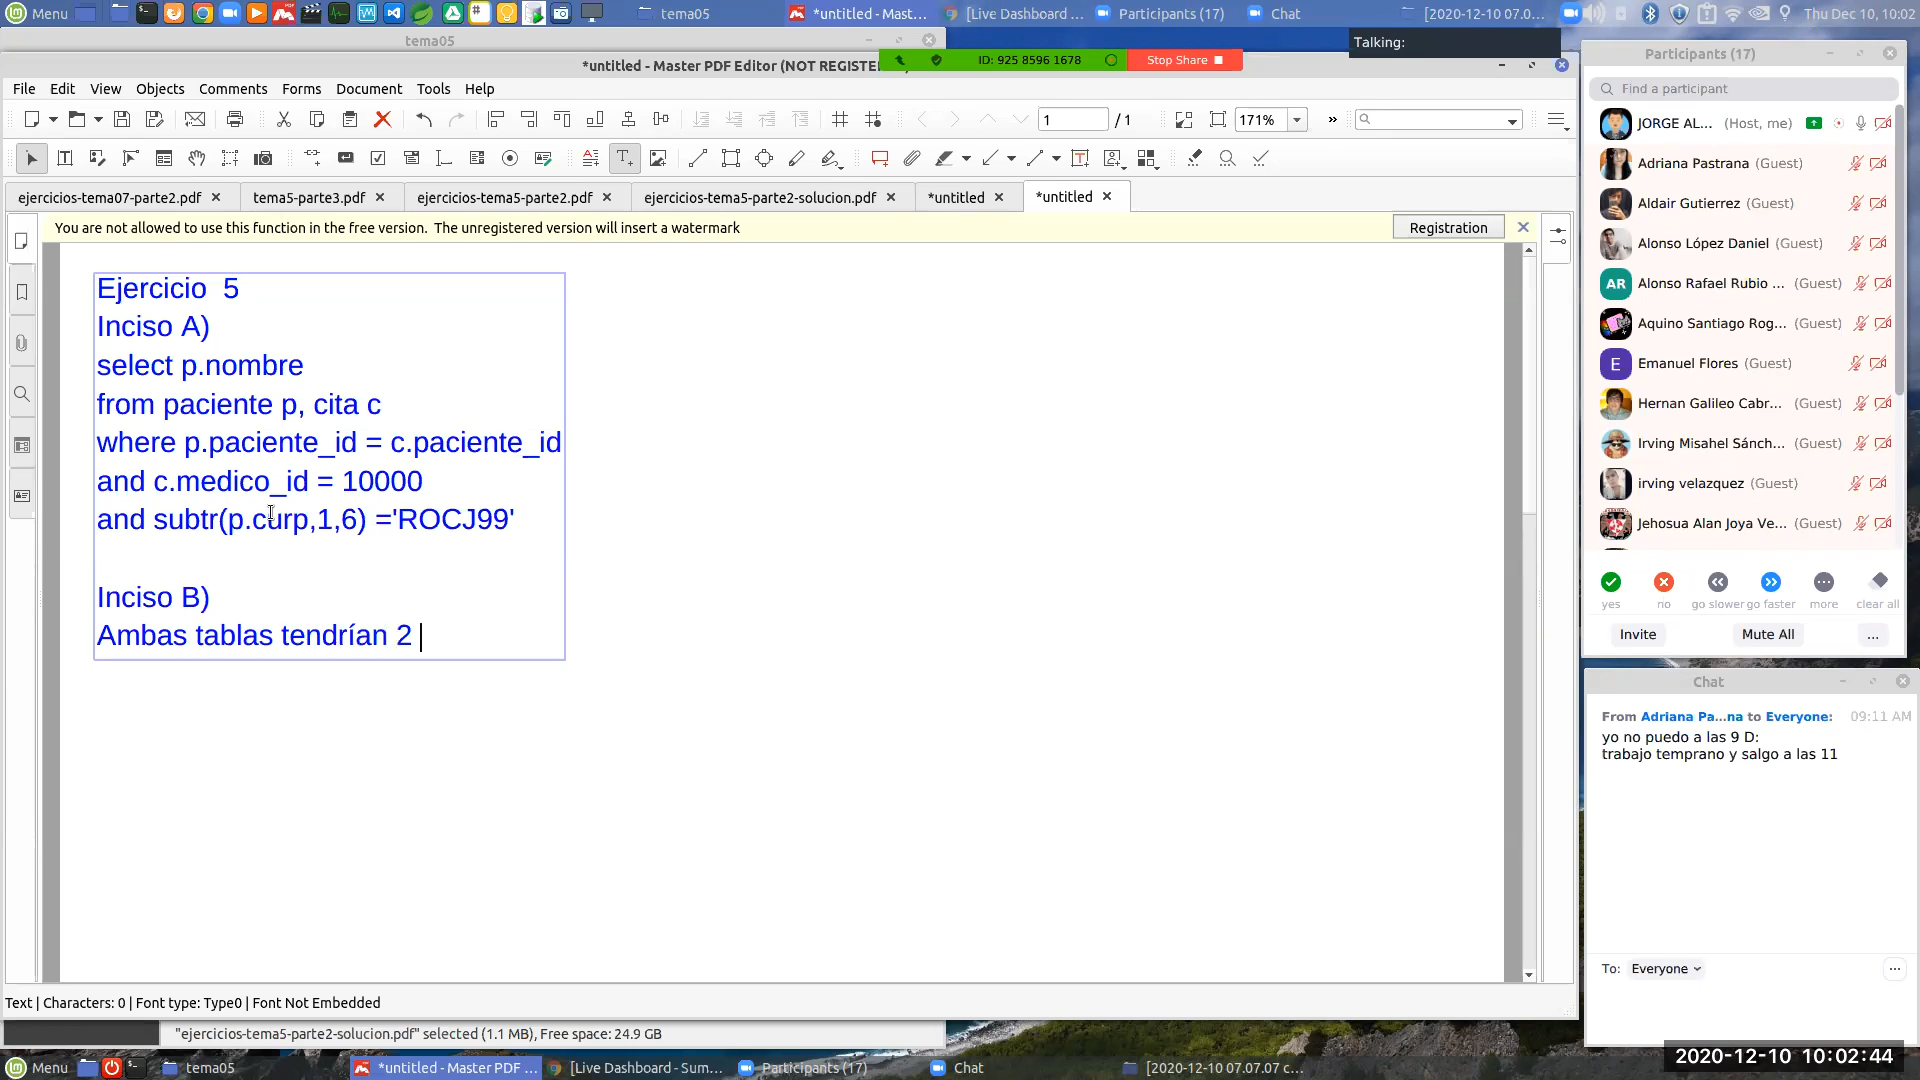 Menu
tema05
*untitled - Mast...
[Live Dashboard ...
Participants (17)
Chat
[2020-12-10 07.0...
Thu Dec 10, 10:02
tema05
Talking:
*untitled - Master PDF Editor (NOT REGISTE
ID: 925 8596 1678
Stop Share
File Edit View Objects Comments Forms Document Tools Help
1 / 1
171%
ejercicios-tema07-parte2.pdf
tema5-parte3.pdf
ejercicios-tema5-parte2.pdf
ejercicios-tema5-parte2-solucion.pdf
*untitled
*untitled
You are not allowed to use this function in the free version. The unregistered version will insert a watermark
Registration
Ejercicio 5
Inciso A)
select p.nombre
from paciente p, cita c
where p.paciente_id = c.paciente_id
and c.medico_id = 10000
and subtr(p.curp,1,6) ='ROCJ99'
Inciso B)
Ambas tablas tendrían 2
Text | Characters: 0 | Font type: Type0 | Font Not Embedded
"ejercicios-tema5-parte2-solucion.pdf" selected (1.1 MB), Free space: 24.9 GB
Participants (17)
Find a participant
JORGE AL... (Host, me)
Adriana Pastrana (Guest)
Aldair Gutierrez (Guest)
Alonso López Daniel (Guest)
AR Alonso Rafael Rubio ... (Guest)
Aquino Santiago Rog... (Guest)
E Emanuel Flores (Guest)
Hernan Galileo Cabr... (Guest)
Irving Misahel Sánch... (Guest)
irving velazquez (Guest)
Jehosua Alan Joya Ve... (Guest)
yes no go slower go faster more clear all
Invite Mute All ...
Chat
From Adriana Pa...na to Everyone: 09:11 AM
yo no puedo a las 9 D:
trabajo temprano y salgo a las 11
To: Everyone
Menu
tema05
*untitled - Master PDF ...
[Live Dashboard - Sum...
Participants (17)
Chat
[2020-12-10 07.07.07 c...
2020-12-10 10:02:44